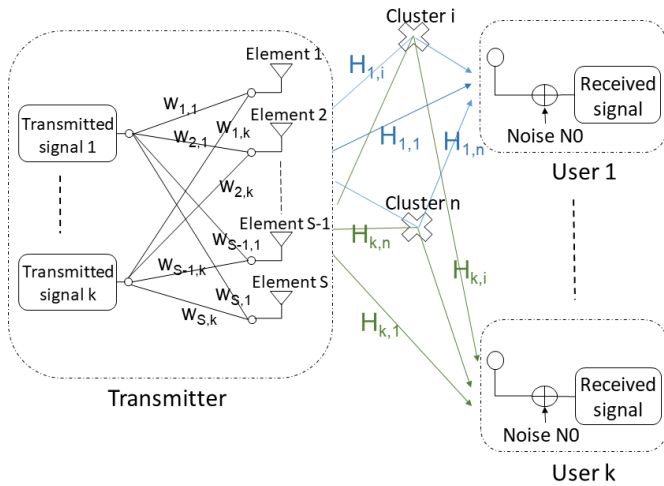 Cluster i
Element 1
H1,i
W1,1
Element 2
Transmitted
signal 1
W2,1
W1,k
H1,1
H1,n
Received
signal
Noise N0
User 1
W2,k
Cluster n
Element S-1
WS-1,1
Hk,n
Transmitted
signal k
WS-1,k
Element S
WS,1
WS,k
Hk,i
Hk,1
Transmitter
Received
signal
Noise N0
User k